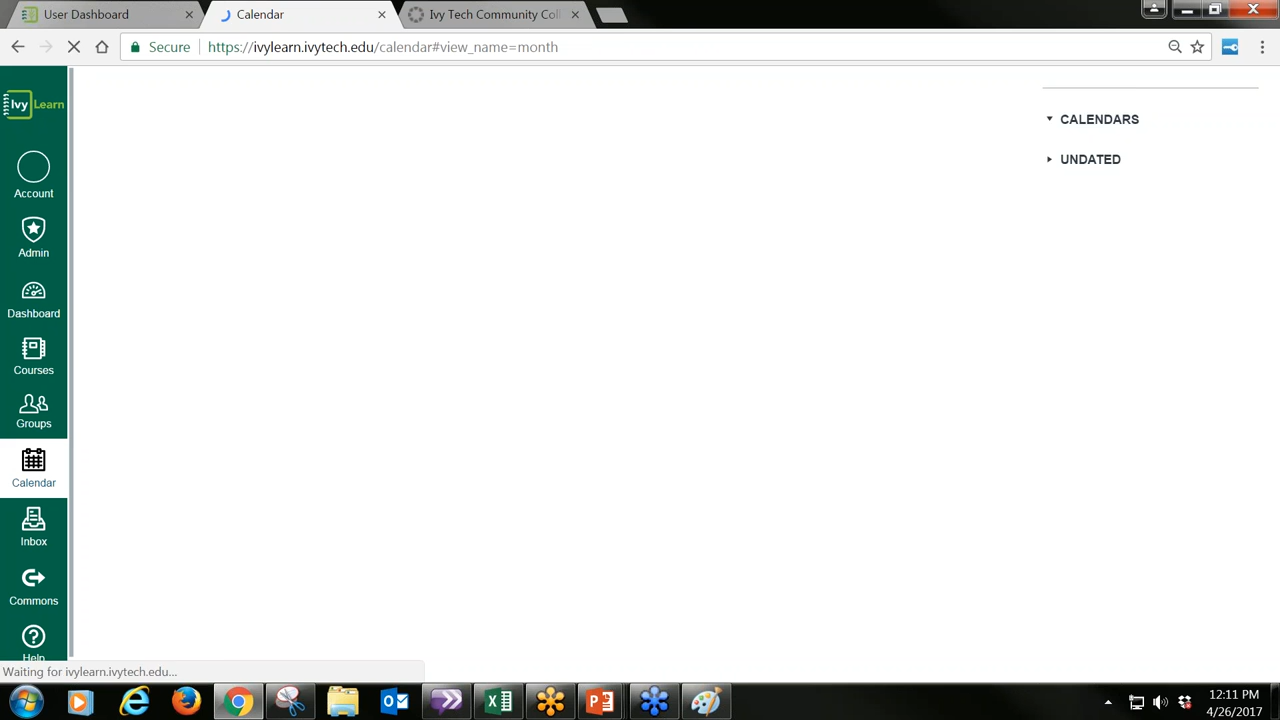 User Dashboard
Calendar
Ivy Tech Community Coll
Secure
https://ivylearn.ivytech.edu/calendar#view_name=month
Ivy Learn
Account
Admin
Dashboard
Courses
Groups
Calendar
Inbox
Commons
Help
CALENDARS
UNDATED
Waiting for ivylearn.ivytech.edu...
12:11 PM
4/26/2017